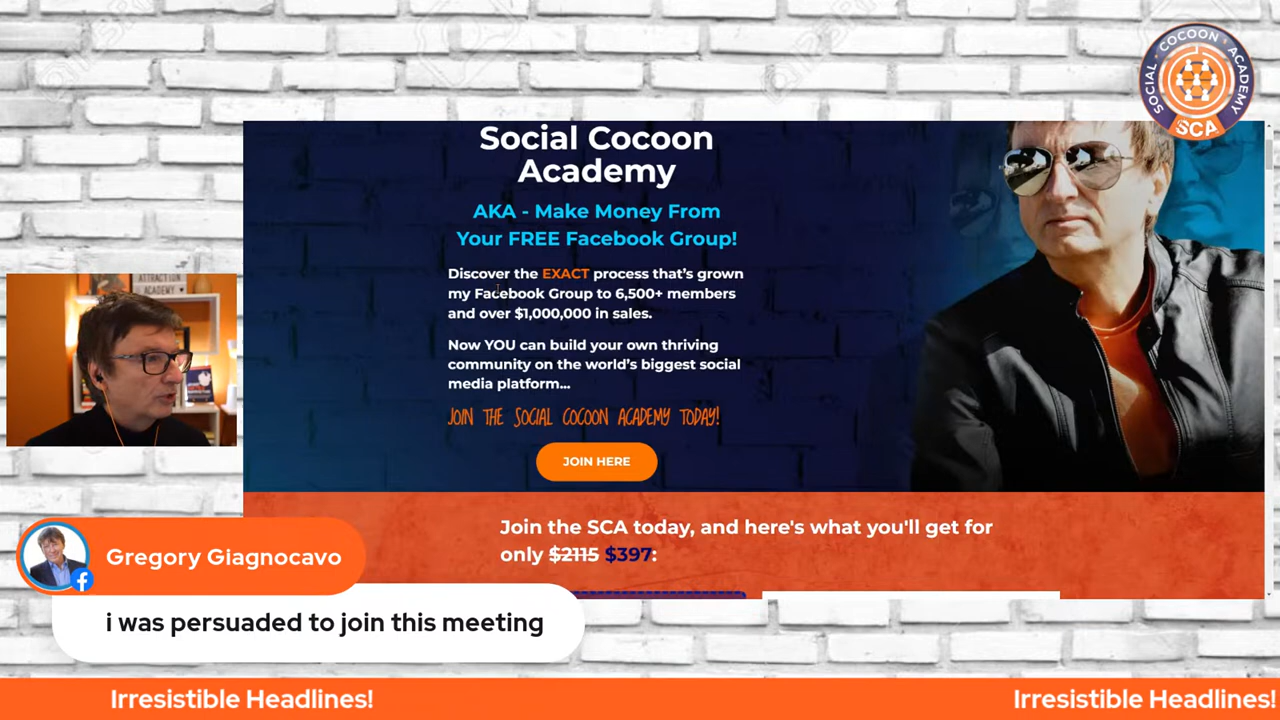 SOCIAL COCOON ACADEMY
SCA
Social Cocoon
Academy
AKA - Make Money From
Your FREE Facebook Group!
Discover the EXACT process that's grown
my Facebook Group to 6,500+ members
and over $1,000,000 in sales.
Now YOU can build your own thriving
community on the world's biggest social
media platform...
JOIN THE SOCIAL COCOON ACADEMY TODAY!
JOIN HERE
ATTRACTION
ACADEMY
Join the SCA today, and here's what you'll get for
only $2115 $397:
Gregory Giagnocavo
i was persuaded to join this meeting
Irresistible Headlines!
Irresistible Headlines!